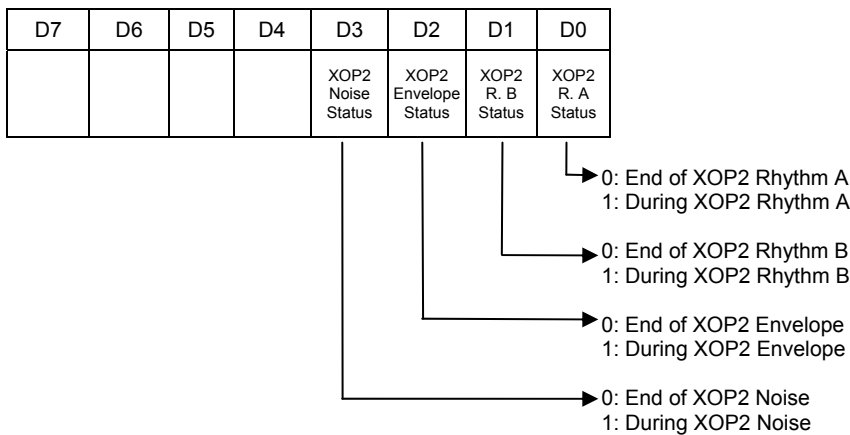 D7 D6 D5 D4 D3 D2 D1 D0
XOP2 XOP2 XOP2 XOP2
Noise Envelope R. B R. A
Status Status Status Status
0: End of XOP2 Rhythm A
1: During XOP2 Rhythm A
0: End of XOP2 Rhythm B
1: During XOP2 Rhythm B
0: End of XOP2 Envelope
1: During XOP2 Envelope
0: End of XOP2 Noise
1: During XOP2 Noise